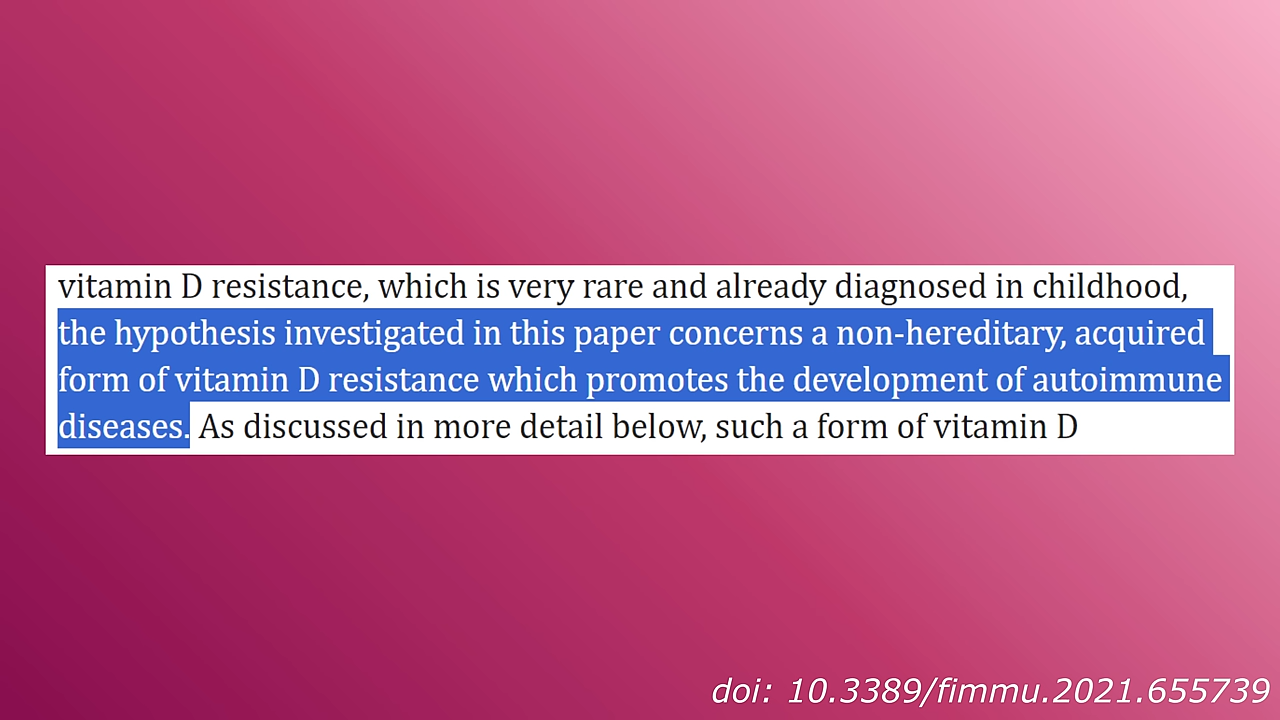 vitamin D resistance, which is very rare and already diagnosed in childhood,
the hypothesis investigated in this paper concerns a non-hereditary, acquired
form of vitamin D resistance which promotes the development of autoimmune
diseases. As discussed in more detail below, such a form of vitamin D
doi: 10.3389/fimmu.2021.655739